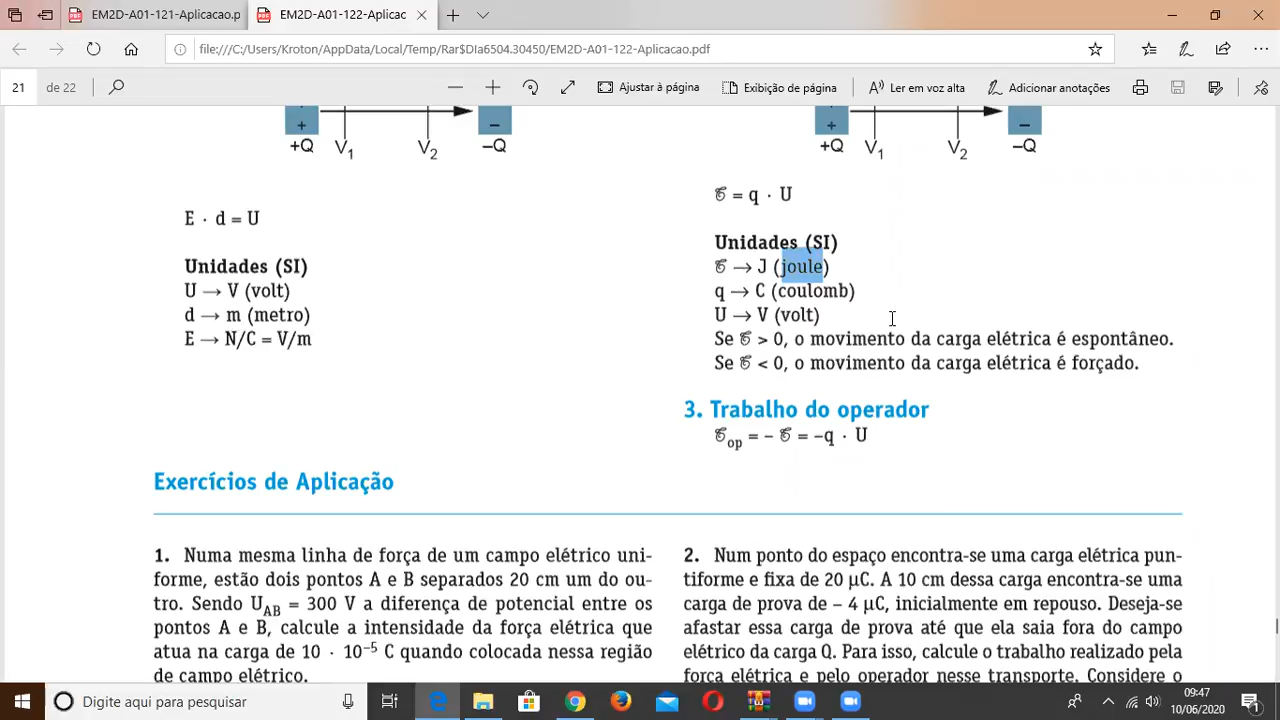 EM2D-PD01-121-Aplicaca
EM2D-PD01-122-Aplicac
file:///C:/Users/Kroton/AppData/Local/Temp/Rar$DIa6504.30450/EM2D-A01-122-Aplicacao.pdf
21 de 22
Ajustar à página
Exibição de página
Ler em voz alta
Adicionar anotações
+
+Q V1 V2 –Q
–
E · d = U
Unidades (SI)
U → V (volt)
d → m (metro)
E → N/C = V/m
+
+Q V1 V2 –Q
–
𝒯 = q · U
Unidades (SI)
𝒯 → J (joule)
q → C (coulomb)
U → V (volt)
Se 𝒯 > 0, o movimento da carga elétrica é espontâneo.
Se 𝒯 < 0, o movimento da carga elétrica é forçado.
3. Trabalho do operador
𝒯op = – 𝒯 = –q · U
Exercícios de Aplicação
1. Numa mesma linha de força de um campo elétrico uni-
forme, estão dois pontos A e B separados 20 cm um do ou-
tro. Sendo UAB = 300 V a diferença de potencial entre os
pontos A e B, calcule a intensidade da força elétrica que
atua na carga de 10 · 10⁻⁵ C quando colocada nessa região
de campo elétrico.
2. Num ponto do espaço encontra-se uma carga elétrica pun-
tiforme e fixa de 20 µC. A 10 cm dessa carga encontra-se uma
carga de prova de – 4 µC, inicialmente em repouso. Deseja-se
afastar essa carga de prova até que ela saia fora do campo
elétrico da carga Q. Para isso, calcule o trabalho realizado pela
força elétrica e pelo operador nesse transporte. Considere o
Digite aqui para pesquisar
09:47
10/06/2020